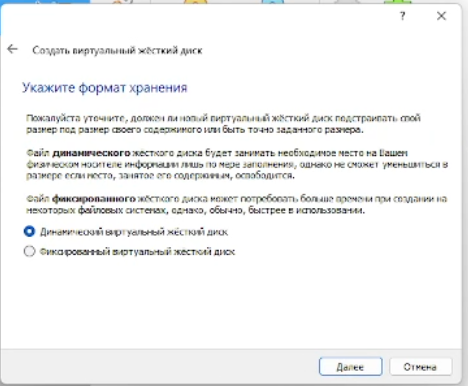 ?
Создать виртуальный жёсткий диск
Укажите формат хранения
Пожалуйста уточните, должен ли новый виртуальный жёсткий диск подстраивать свой
размер под размер своего содержимого или быть точно заданного размера.
Файл динамического жёсткого диска будет занимать необходимое место на Вашем
физическом носителе информации лишь по мере заполнения, однако не сможет уменьшиться в
размере если место, занятое его содержимым, освободится.
Файл фиксированного жёсткого диска может потребовать больше времени при создании на
некоторых файловых системах, однако, обычно, быстрее в использовании.
Динамический виртуальный жёсткий диск
Фиксированный виртуальный жёсткий диск
Далее Отмена